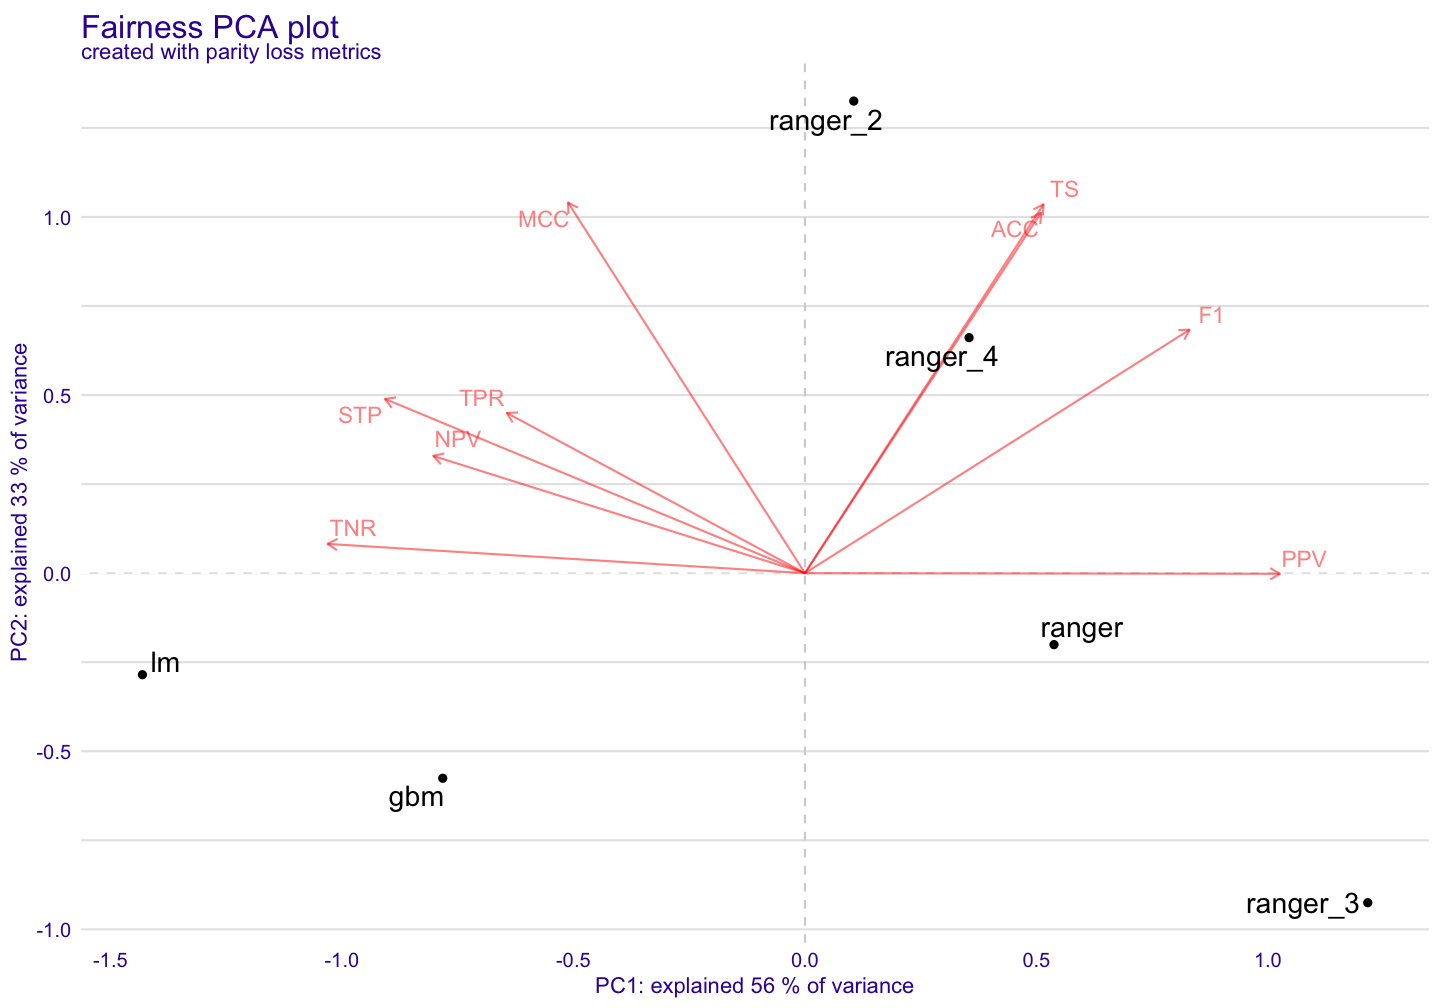 Fairness PCA plot
created with parity loss metrics
ranger_2
TS
MCC
ACC
1.0
F1
ranger_4
TPR
0.5
STP
NPV
TNR
PPV
0.0
ranger
lm
PC2: explained 33 % of variance
-0.5
gbm
ranger_3
-1.0
-1.5 -1.0 -0.5 0.0 0.5 1.0
PC1: explained 56 % of variance